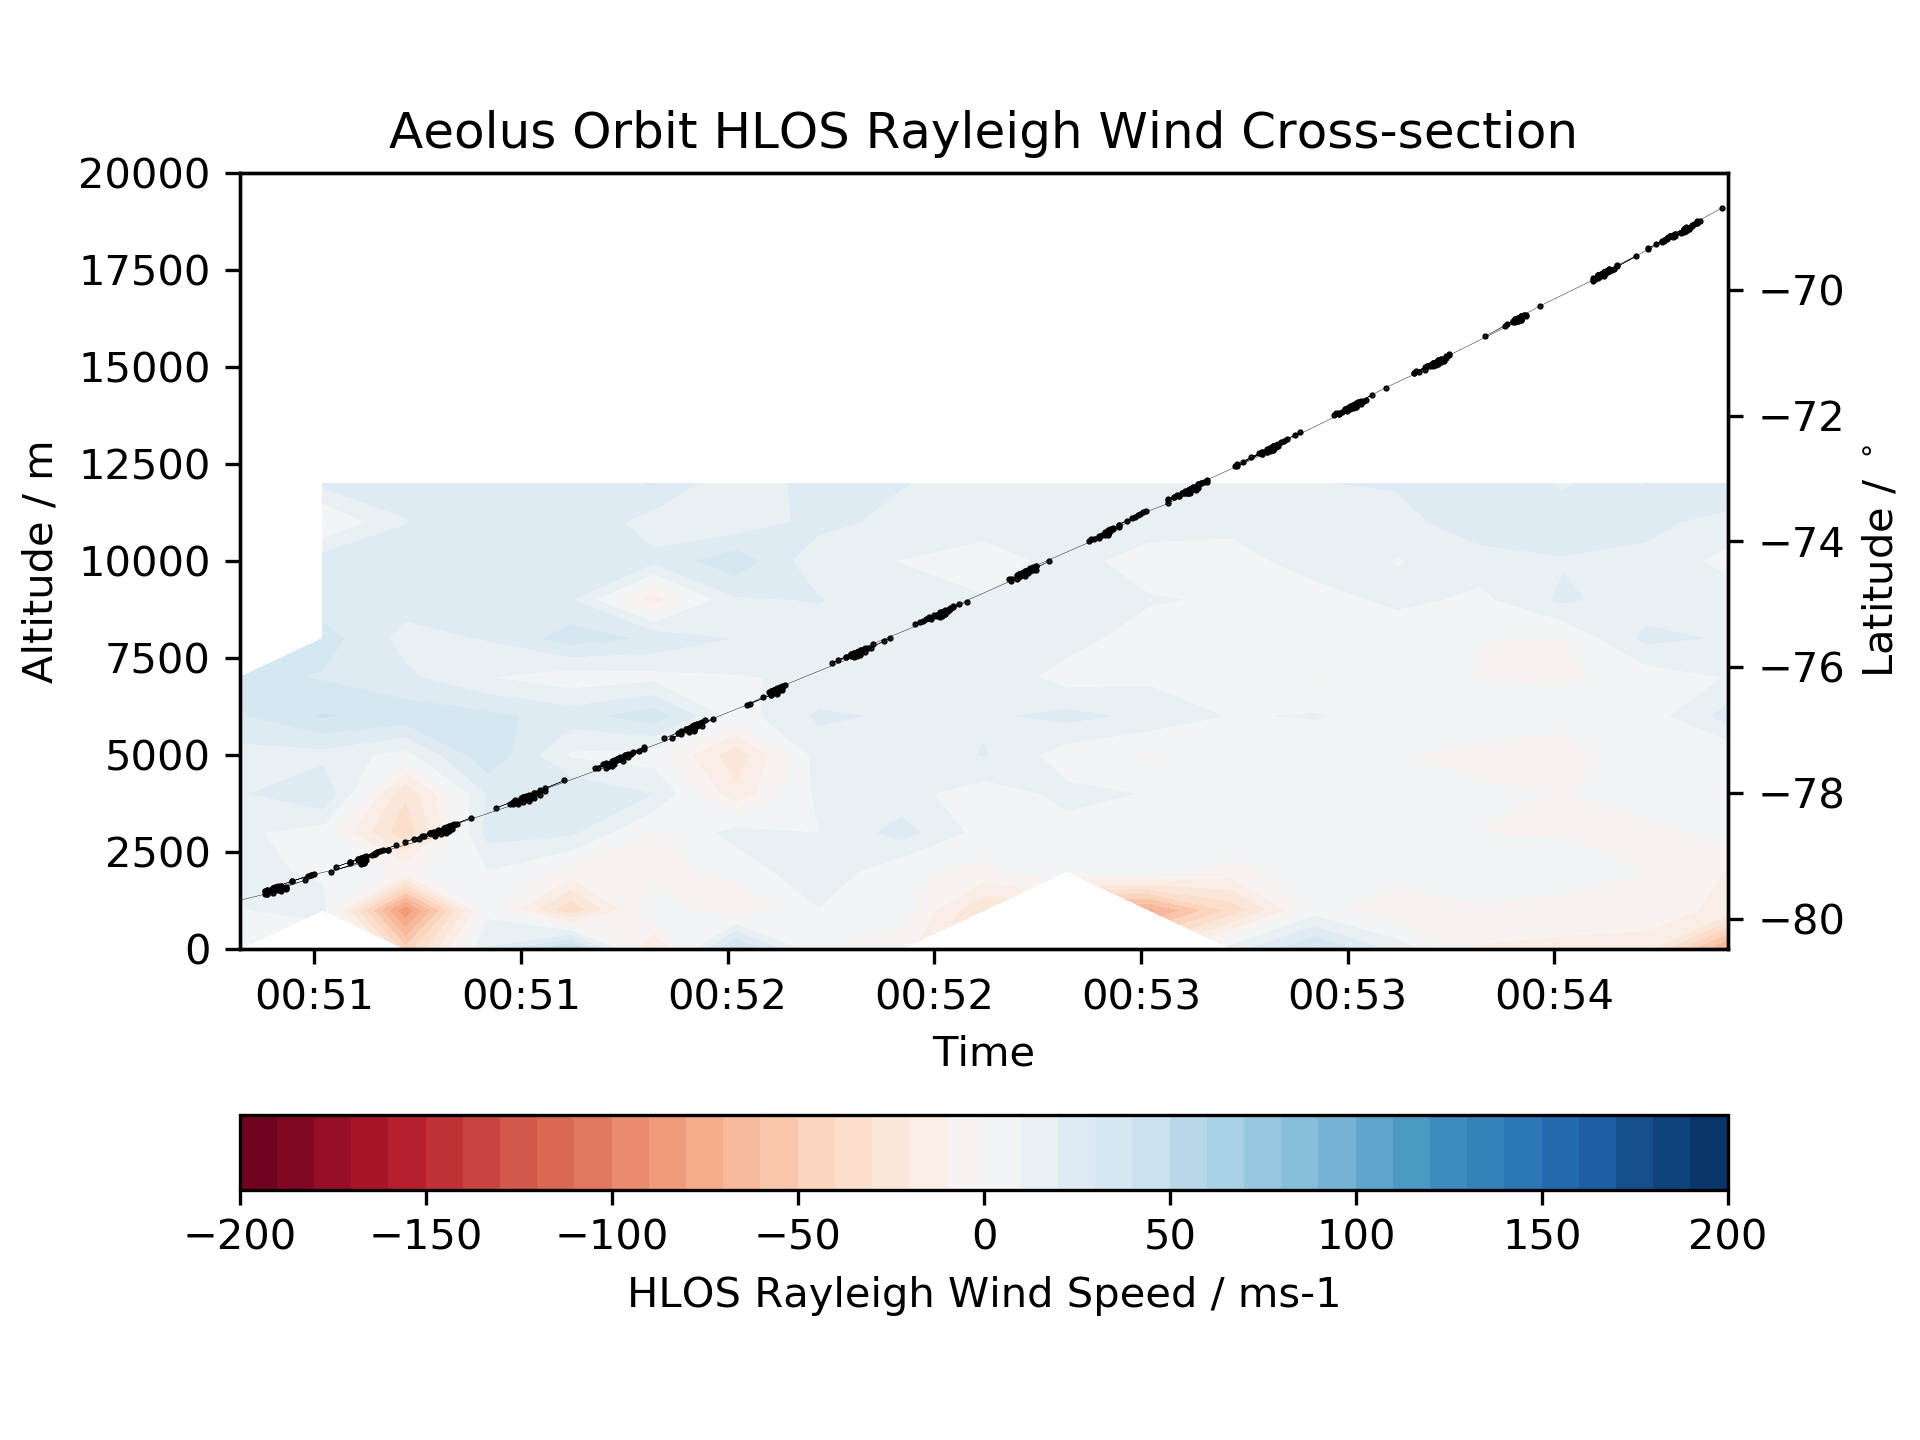 Aeolus Orbit HLOS Rayleigh Wind Cross-section
20000
17500
15000
12500
10000
7500
5000
2500
0
Altitude / m
−70
−72
−74
−76
−78
−80
Latitude / °
00:51 00:51 00:52 00:52 00:53 00:53 00:54
Time
−200 −150 −100 −50 0 50 100 150 200
HLOS Rayleigh Wind Speed / ms-1